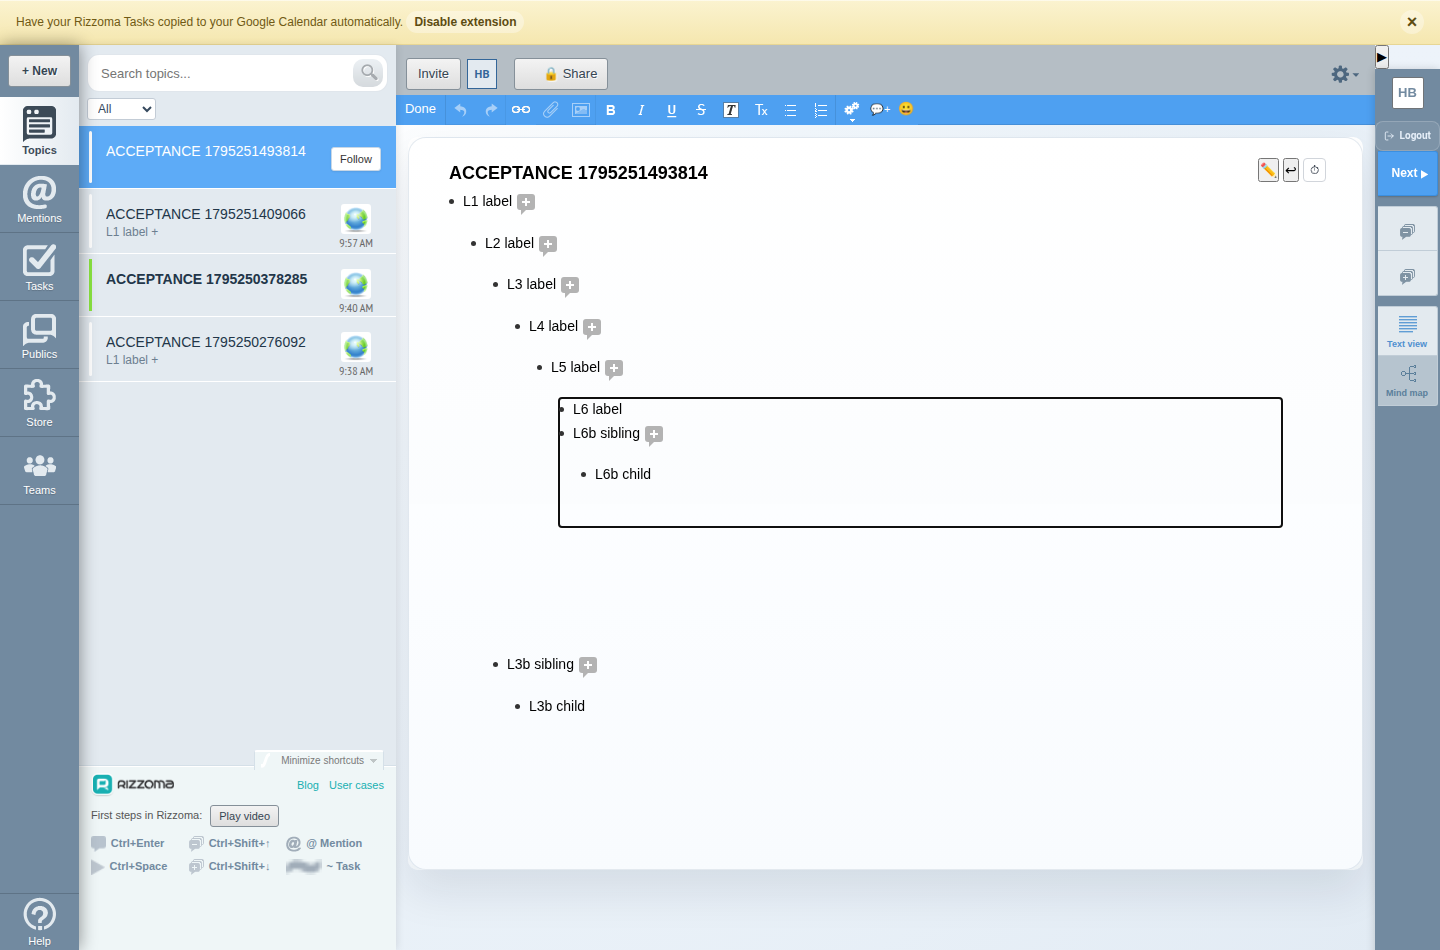 Have your Rizzoma Tasks copied to your Google Calendar automatically. Disable extension ×
+ New
Topics
Mentions
Tasks
Publics
Store
Teams
Help
Search topics...
All
ACCEPTANCE 1795251493814
Follow
ACCEPTANCE 1795251409066
L1 label +
9:57 AM
ACCEPTANCE 1795250378285
9:40 AM
ACCEPTANCE 1795250276092
L1 label +
9:38 AM
Minimize shortcuts
RIZZOMA
Blog User cases
First steps in Rizzoma: Play video
Ctrl+Enter Ctrl+Shift+↑ @ @ Mention
Ctrl+Space Ctrl+Shift+↓ ~ Task
Invite HB Share
Done B I U S T Tx
ACCEPTANCE 1795251493814
L1 label
L2 label
L3 label
L4 label
L5 label
L6 label
L6b sibling
L6b child
L3b sibling
L3b child
HB
Logout
Next
Text view
Mind map